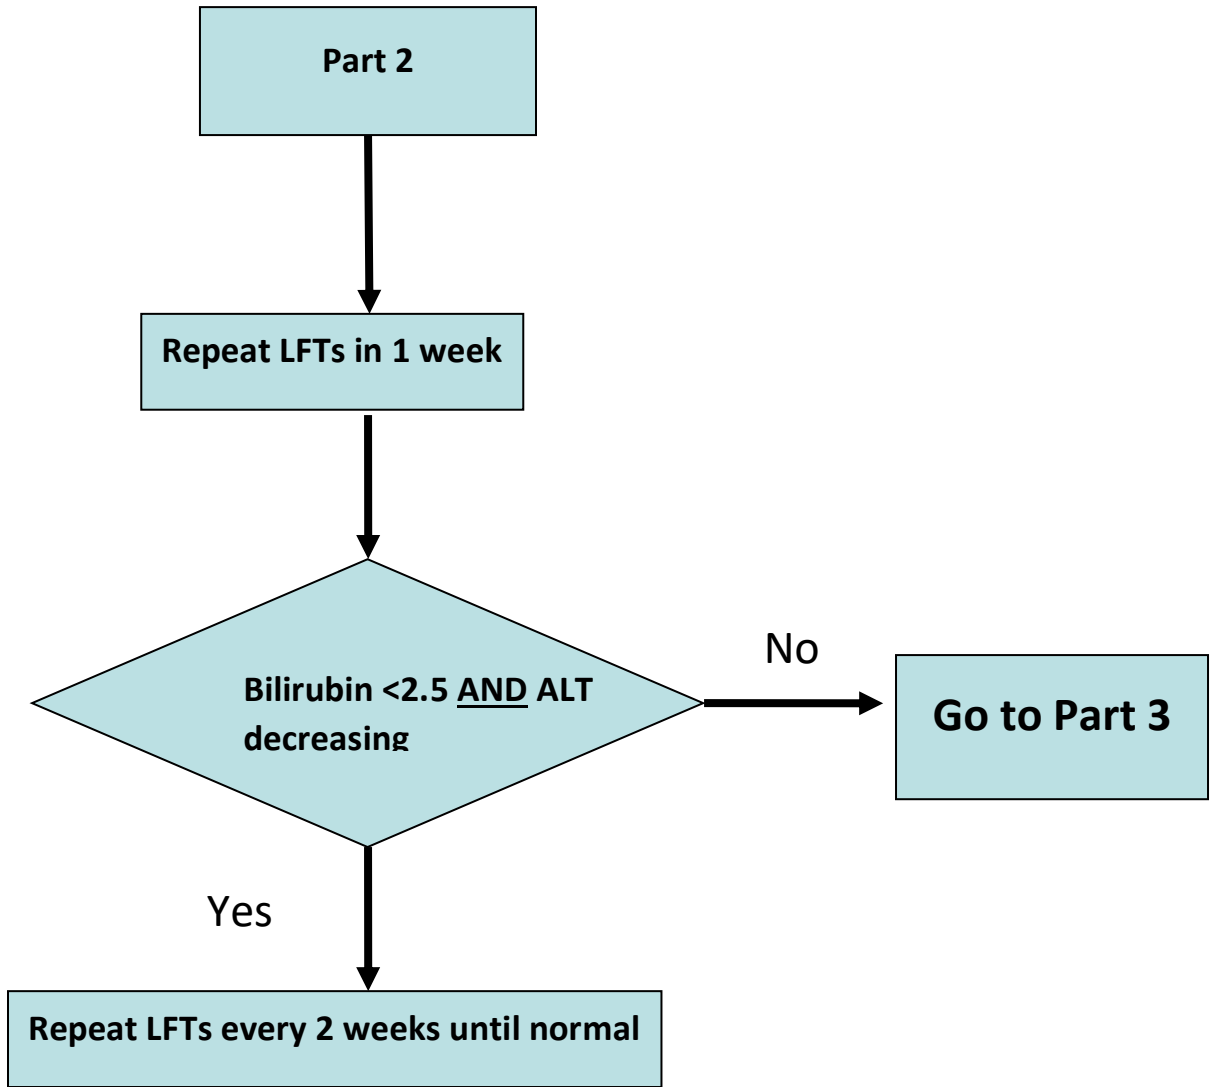 Part 2
Repeat LFTs in 1 week
Bilirubin <2.5 AND ALT
decreasing
No
Go to Part 3
Yes
Repeat LFTs every 2 weeks until normal